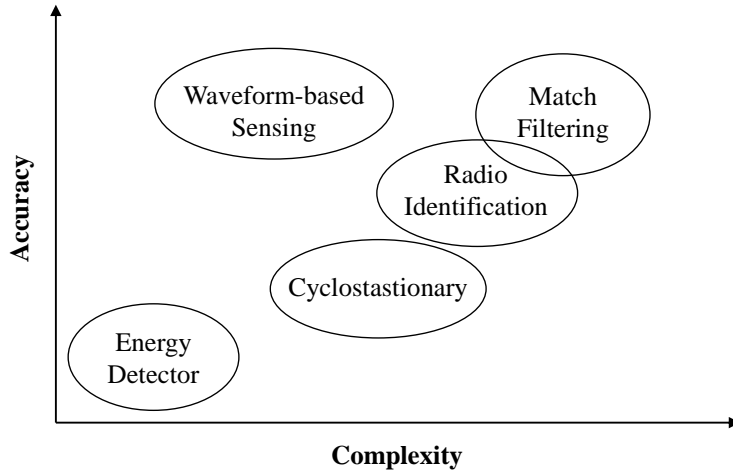 Waveform-based
Sensing
Match
Filtering
Radio
Identification
Cyclostastionary
Energy
Detector
Accuracy
Complexity